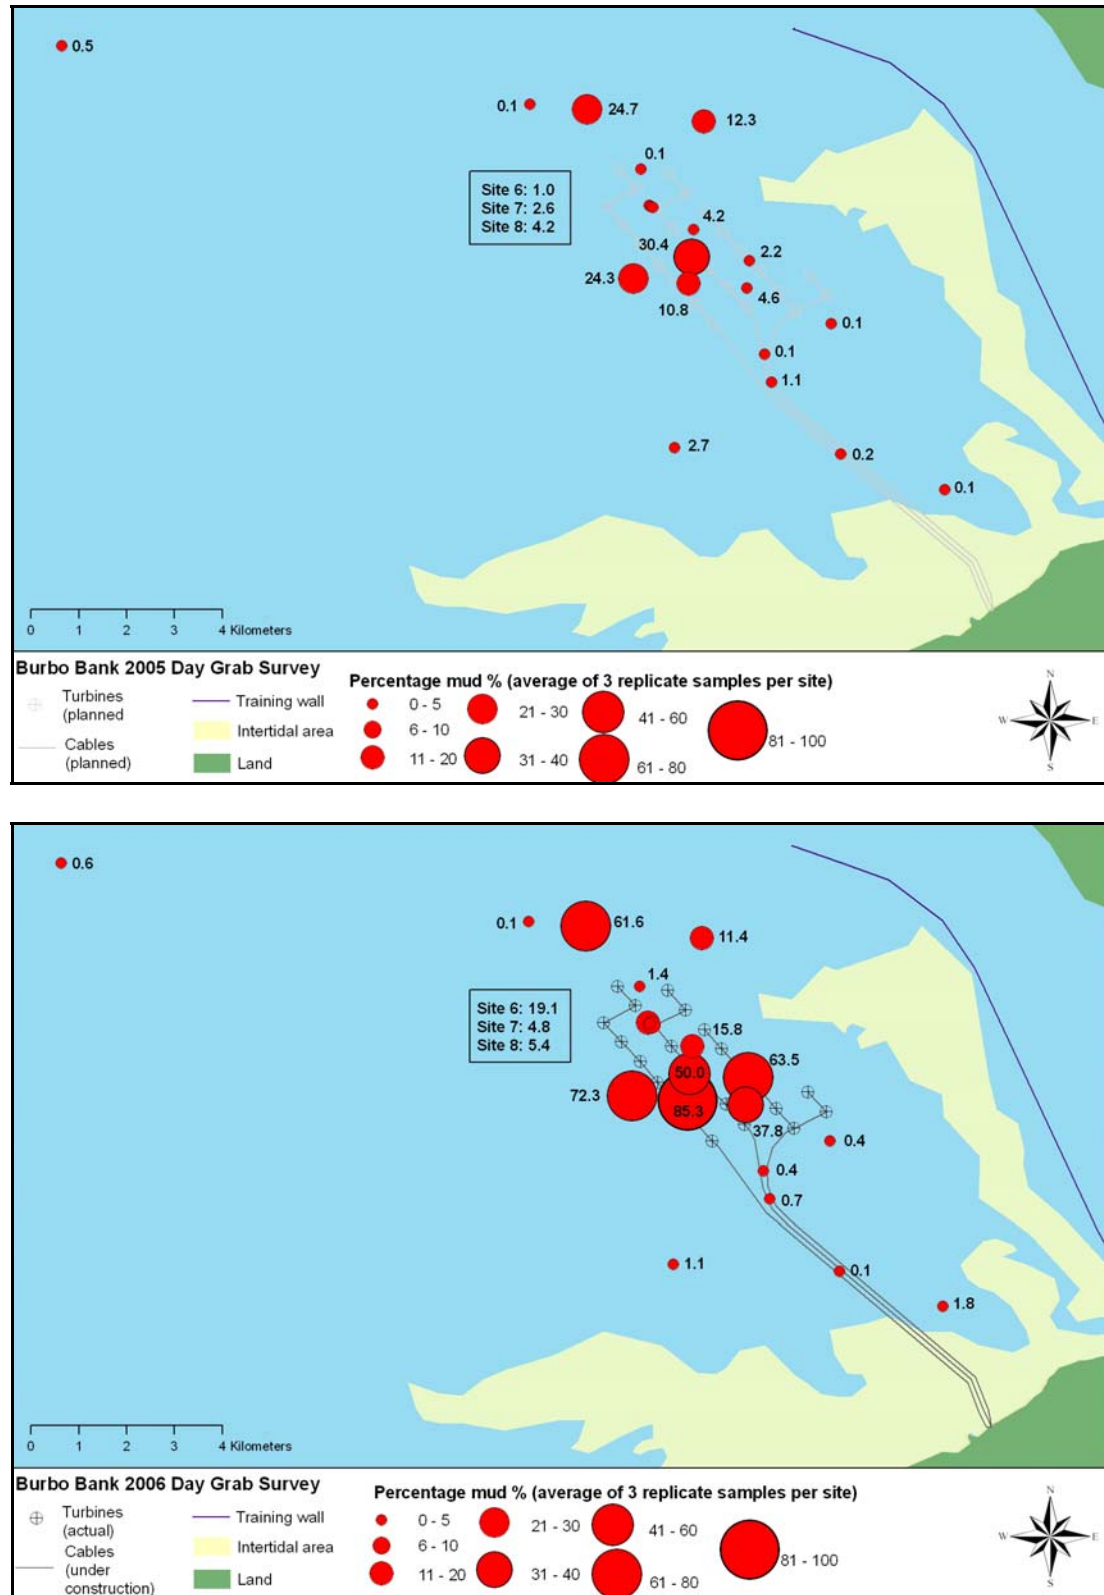 0.5
0.1
24.7
12.3
0.1
Site 6: 1.0
Site 7: 2.6
Site 8: 4.2
4.2
30.4
2.2
24.3
4.6
10.8
0.1
0.1
1.1
2.7
0.2
0.1
0 1 2 3 4 Kilometers
Burbo Bank 2005 Day Grab Survey
Turbines
(planned
Cables
(planned)
Training wall
Intertidal area
Land
Percentage mud % (average of 3 replicate samples per site)
0 - 5
6 - 10
11 - 20
21 - 30
31 - 40
41 - 60
61 - 80
81 - 100
N
W E
S
0.6
0.1
61.6
11.4
1.4
Site 6: 19.1
Site 7: 4.8
Site 8: 5.4
15.8
63.5
50.0
72.3
85.3
37.8
0.4
0.4
0.7
1.1
0.1
1.8
0 1 2 3 4 Kilometers
Burbo Bank 2006 Day Grab Survey
Turbines
(actual)
Cables
(under
construction)
Training wall
Intertidal area
Land
Percentage mud % (average of 3 replicate samples per site)
0 - 5
6 - 10
11 - 20
21 - 30
31 - 40
41 - 60
61 - 80
81 - 100
N
W E
S